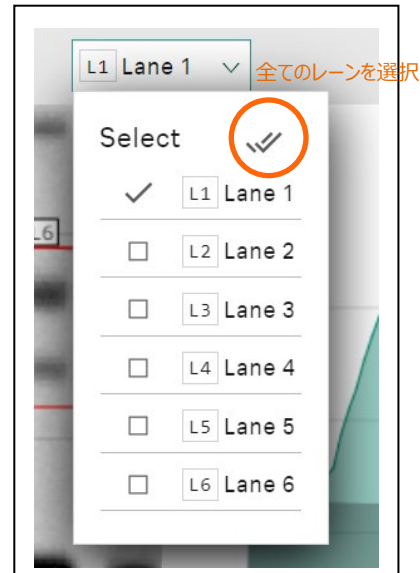 L1 Lane 1 全てのレーンを選択
Select
L6
L1 Lane 1
L2 Lane 2
L3 Lane 3
L4 Lane 4
L5 Lane 5
L6 Lane 6